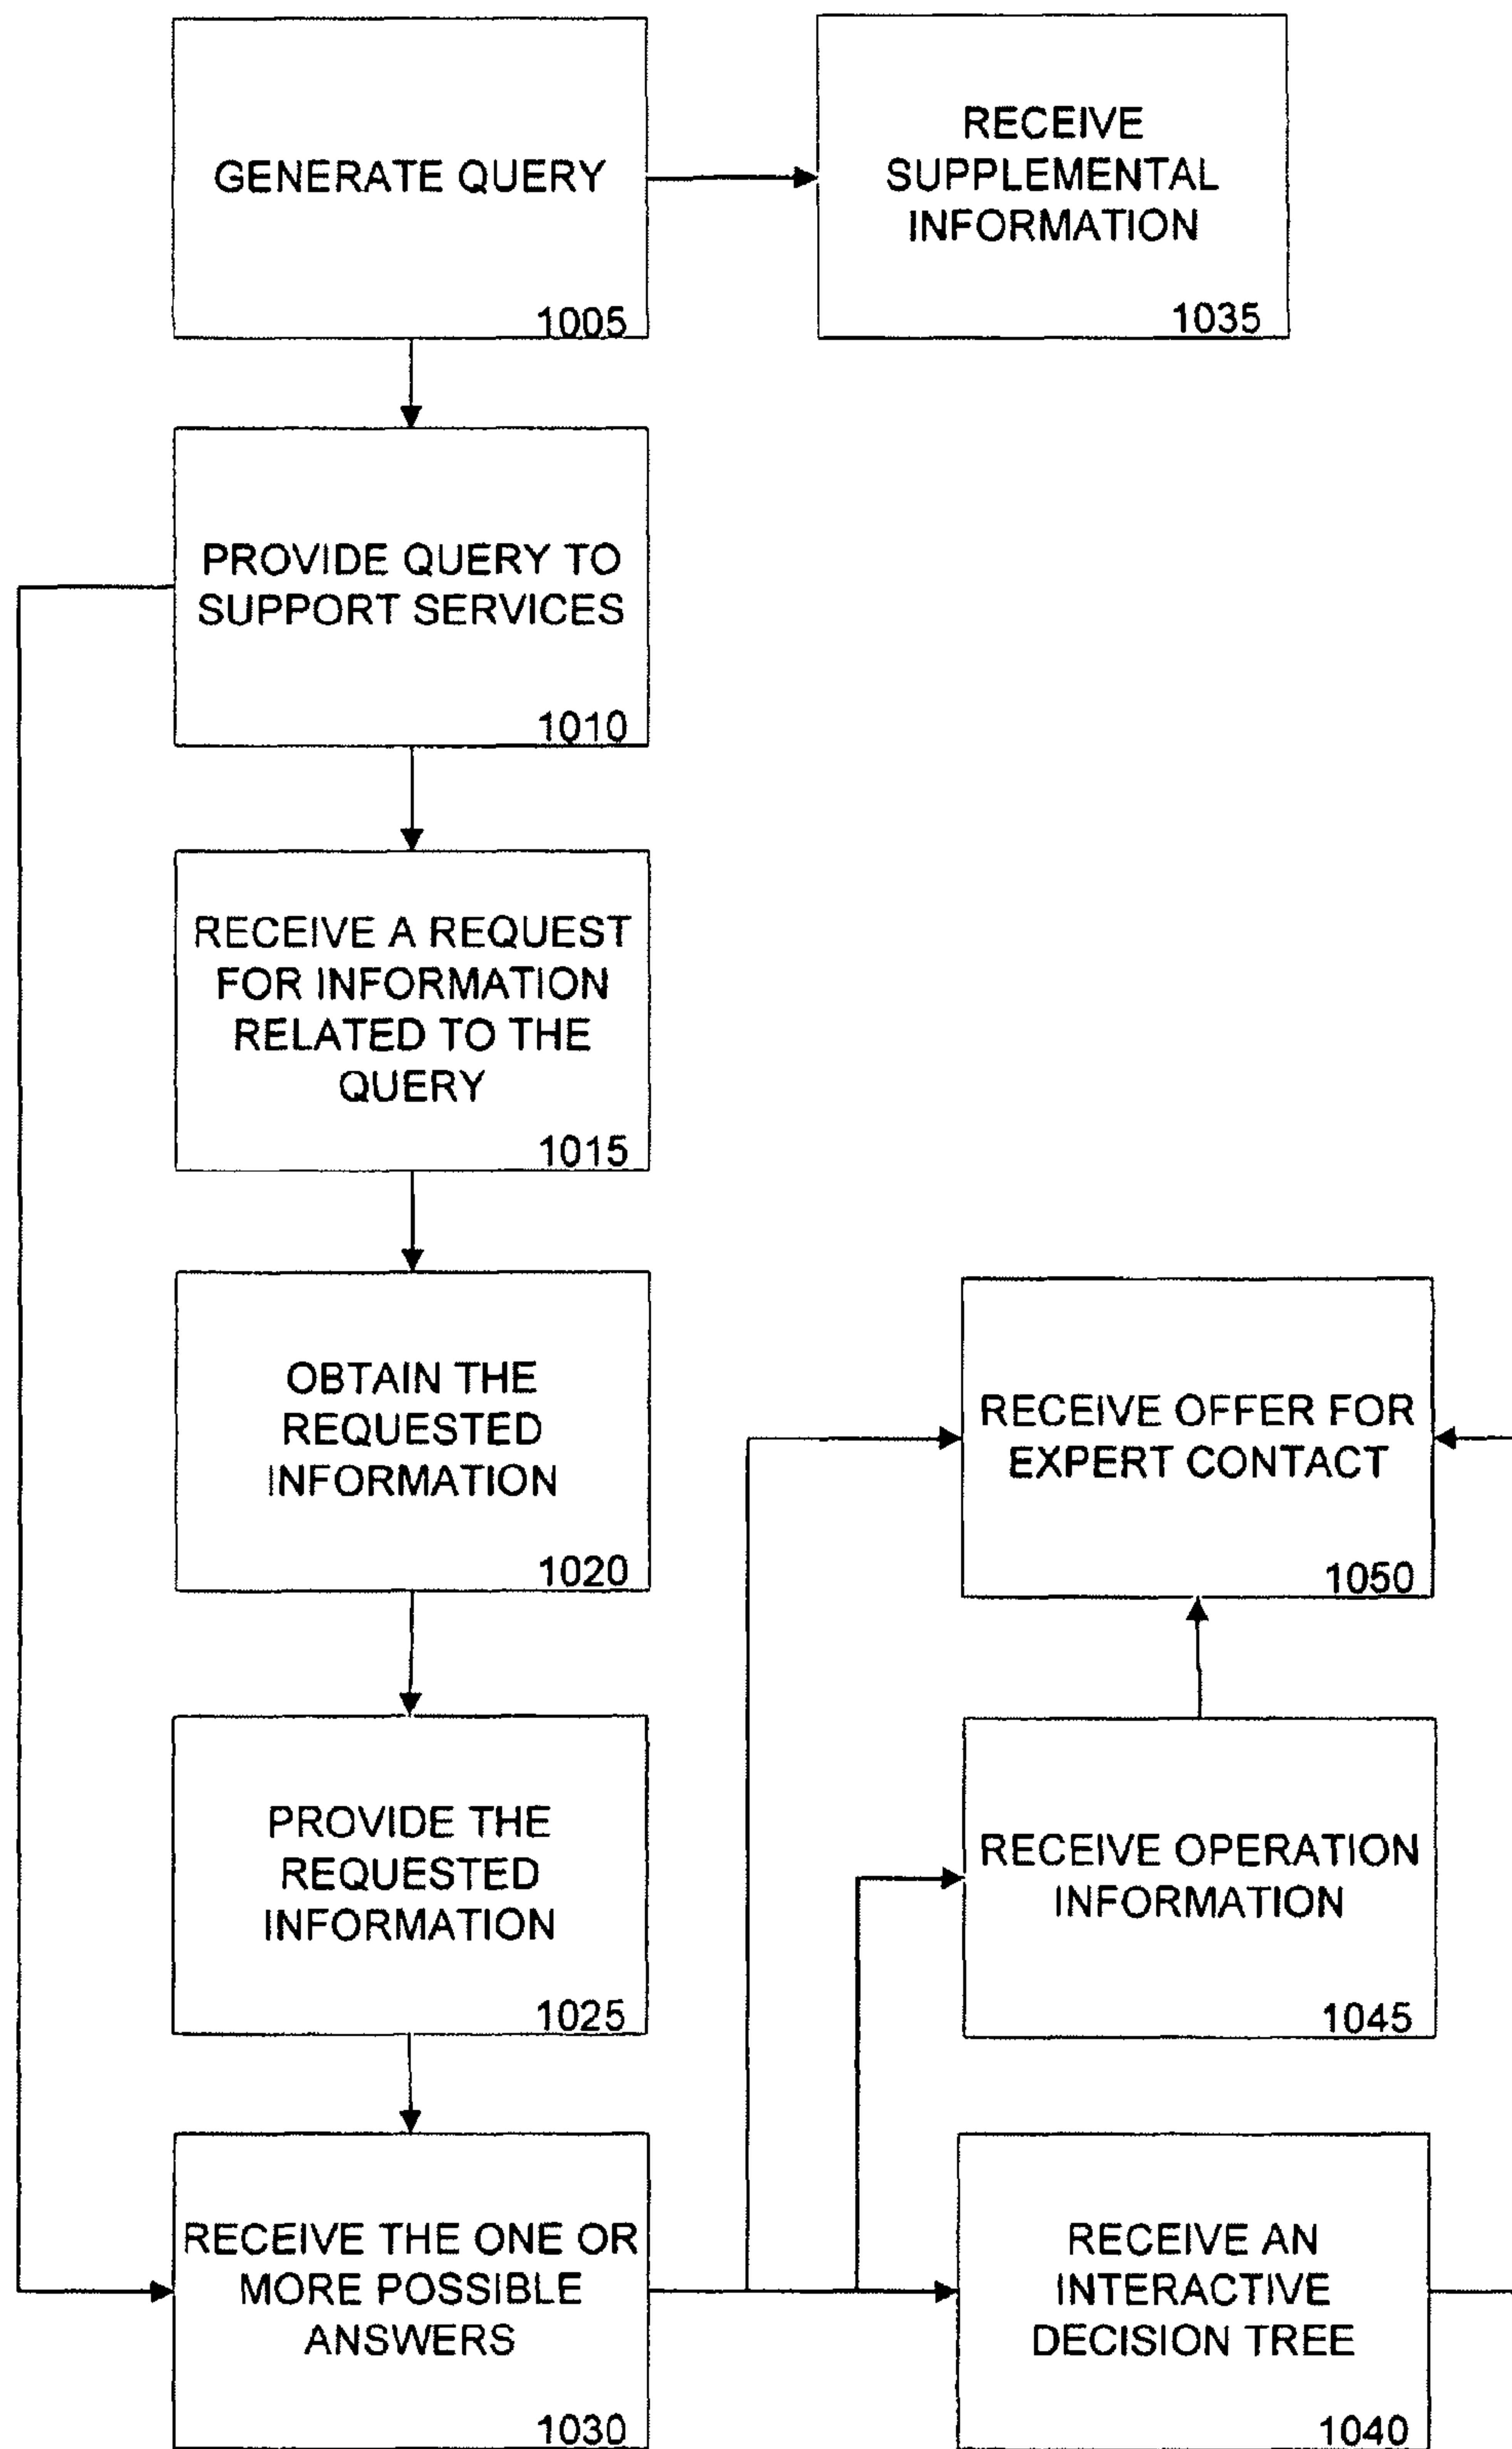 GENERATE QUERY
1005
RECEIVE
SUPPLEMENTAL
INFORMATION
1035
PROVIDE QUERY TO
SUPPORT SERVICES
1010
RECEIVE A REQUEST
FOR INFORMATION
RELATED TO THE
QUERY
1015
OBTAIN THE
REQUESTED
INFORMATION
1020
RECEIVE OFFER FOR
EXPERT CONTACT
1050
PROVIDE THE
REQUESTED
INFORMATION
1025
RECEIVE OPERATION
INFORMATION
1045
RECEIVE THE ONE OR
MORE POSSIBLE
ANSWERS
1030
RECEIVE AN
INTERACTIVE
DECISION TREE
1040